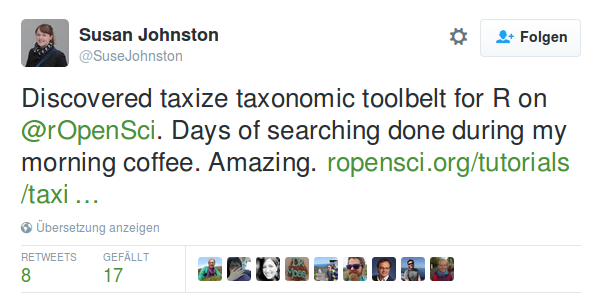 Susan Johnston
@SuseJohnston
Folgen
Discovered taxize taxonomic toolbelt for R on
@rOpenSci. Days of searching done during my
morning coffee. Amazing. ropensci.org/tutorials
/taxi …
Übersetzung anzeigen
RETWEETS
8
GEFÄLLT
17